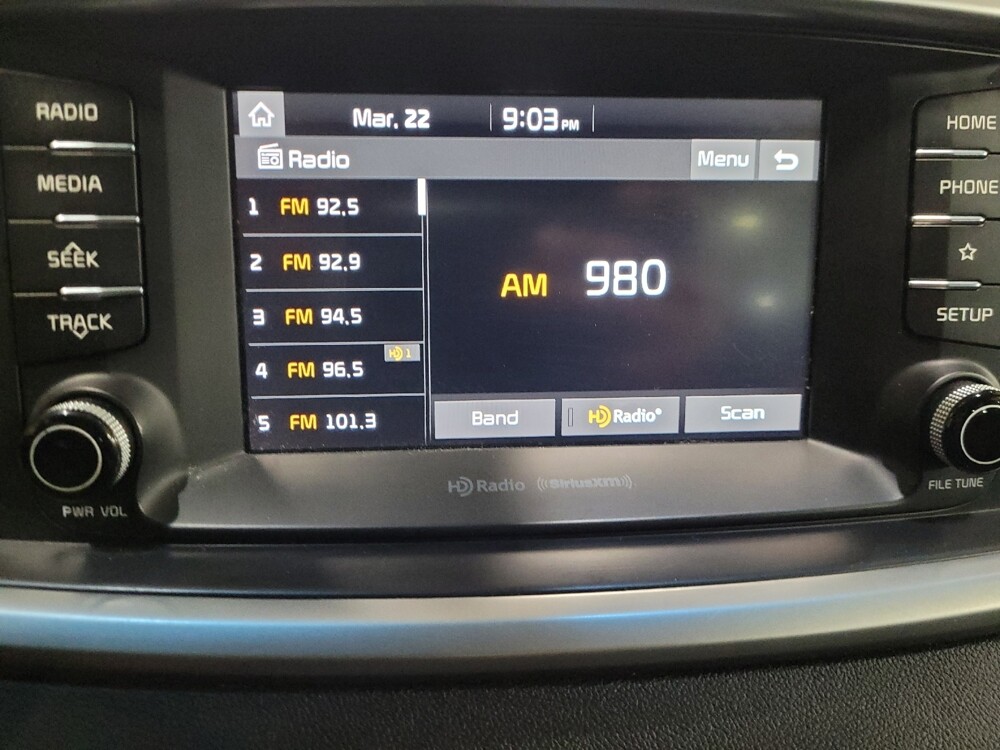 RADIO
MEDIA
SEEK
TRACK
PWR VOL
Mar. 22 9:03 PM
Radio Menu
1 FM 92.5
2 FM 92.9
3 FM 94.5
4 FM 96.5 HD 1
5 FM 101.3
AM 980
Band HD Radio® Scan
HD Radio ((SiriusXM))
HOME
PHONE
SETUP
FILE TUNE